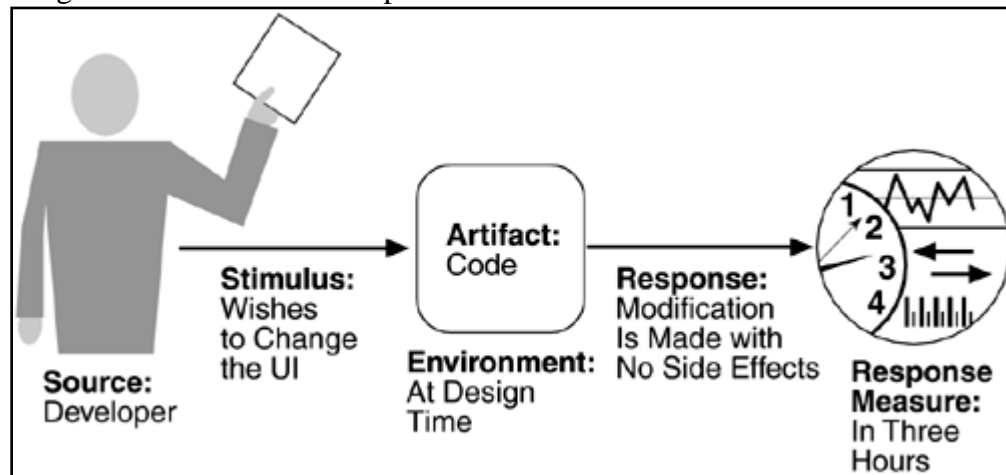 Source:
Developer
Stimulus:
Wishes
to Change
the UI
Artifact:
Code
Environment:
At Design
Time
Response:
Modification
Is Made with
No Side Effects
1
2
3
4
Response
Measure:
In Three
Hours